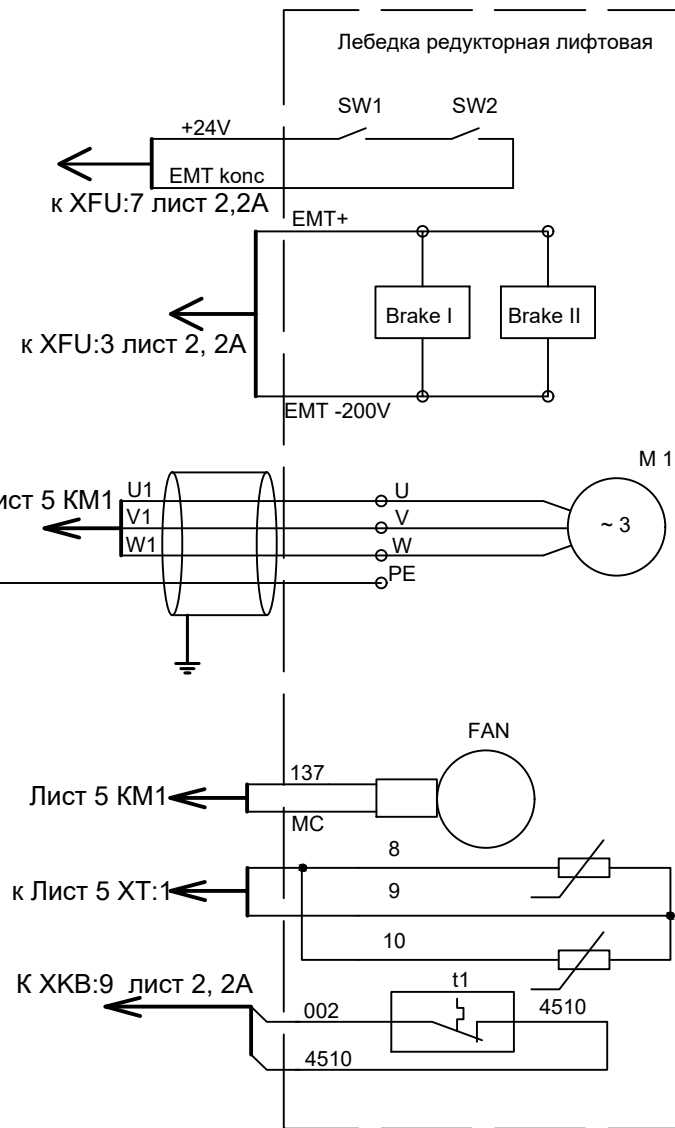 Лебедка редукторная лифтовая
SW1
SW2
+24V
EMT konc
к XFU:7 лист 2,2А
EMT+
Brake I
Brake II
к XFU:3 лист 2, 2А
EMT -200V
M 1
ист 5 КМ1
U1
U
V1
V
~ 3
W1
W
PE
FAN
137
Лист 5 КМ1
MC
8
к Лист 5 ХТ:1
9
10
К ХКВ:9 лист 2, 2А
t1
002
4510
4510